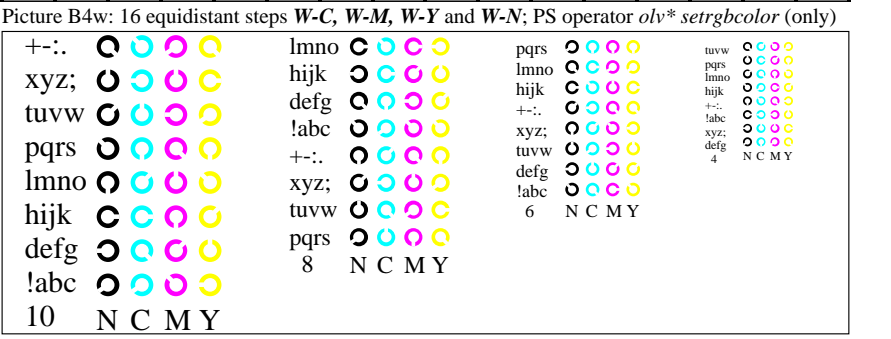 Picture B4w: 16 equidistant steps W-C, W-M, W-Y and W-N; PS operator olv* setrgbcolor (only)
+-:.
xyz;
tuvw
pqrs
lmno
hijk
defg
!abc
10 N C M Y
lmno
hijk
defg
!abc
+-:.
xyz;
tuvw
pqrs
8 N C M Y
pqrs
lmno
hijk
+-:.
xyz;
tuvw
defg
!abc
6 N C M Y
tuvw
pqrs
lmno
hijk
+-:.
!abc
xyz;
defg
4 N C M Y